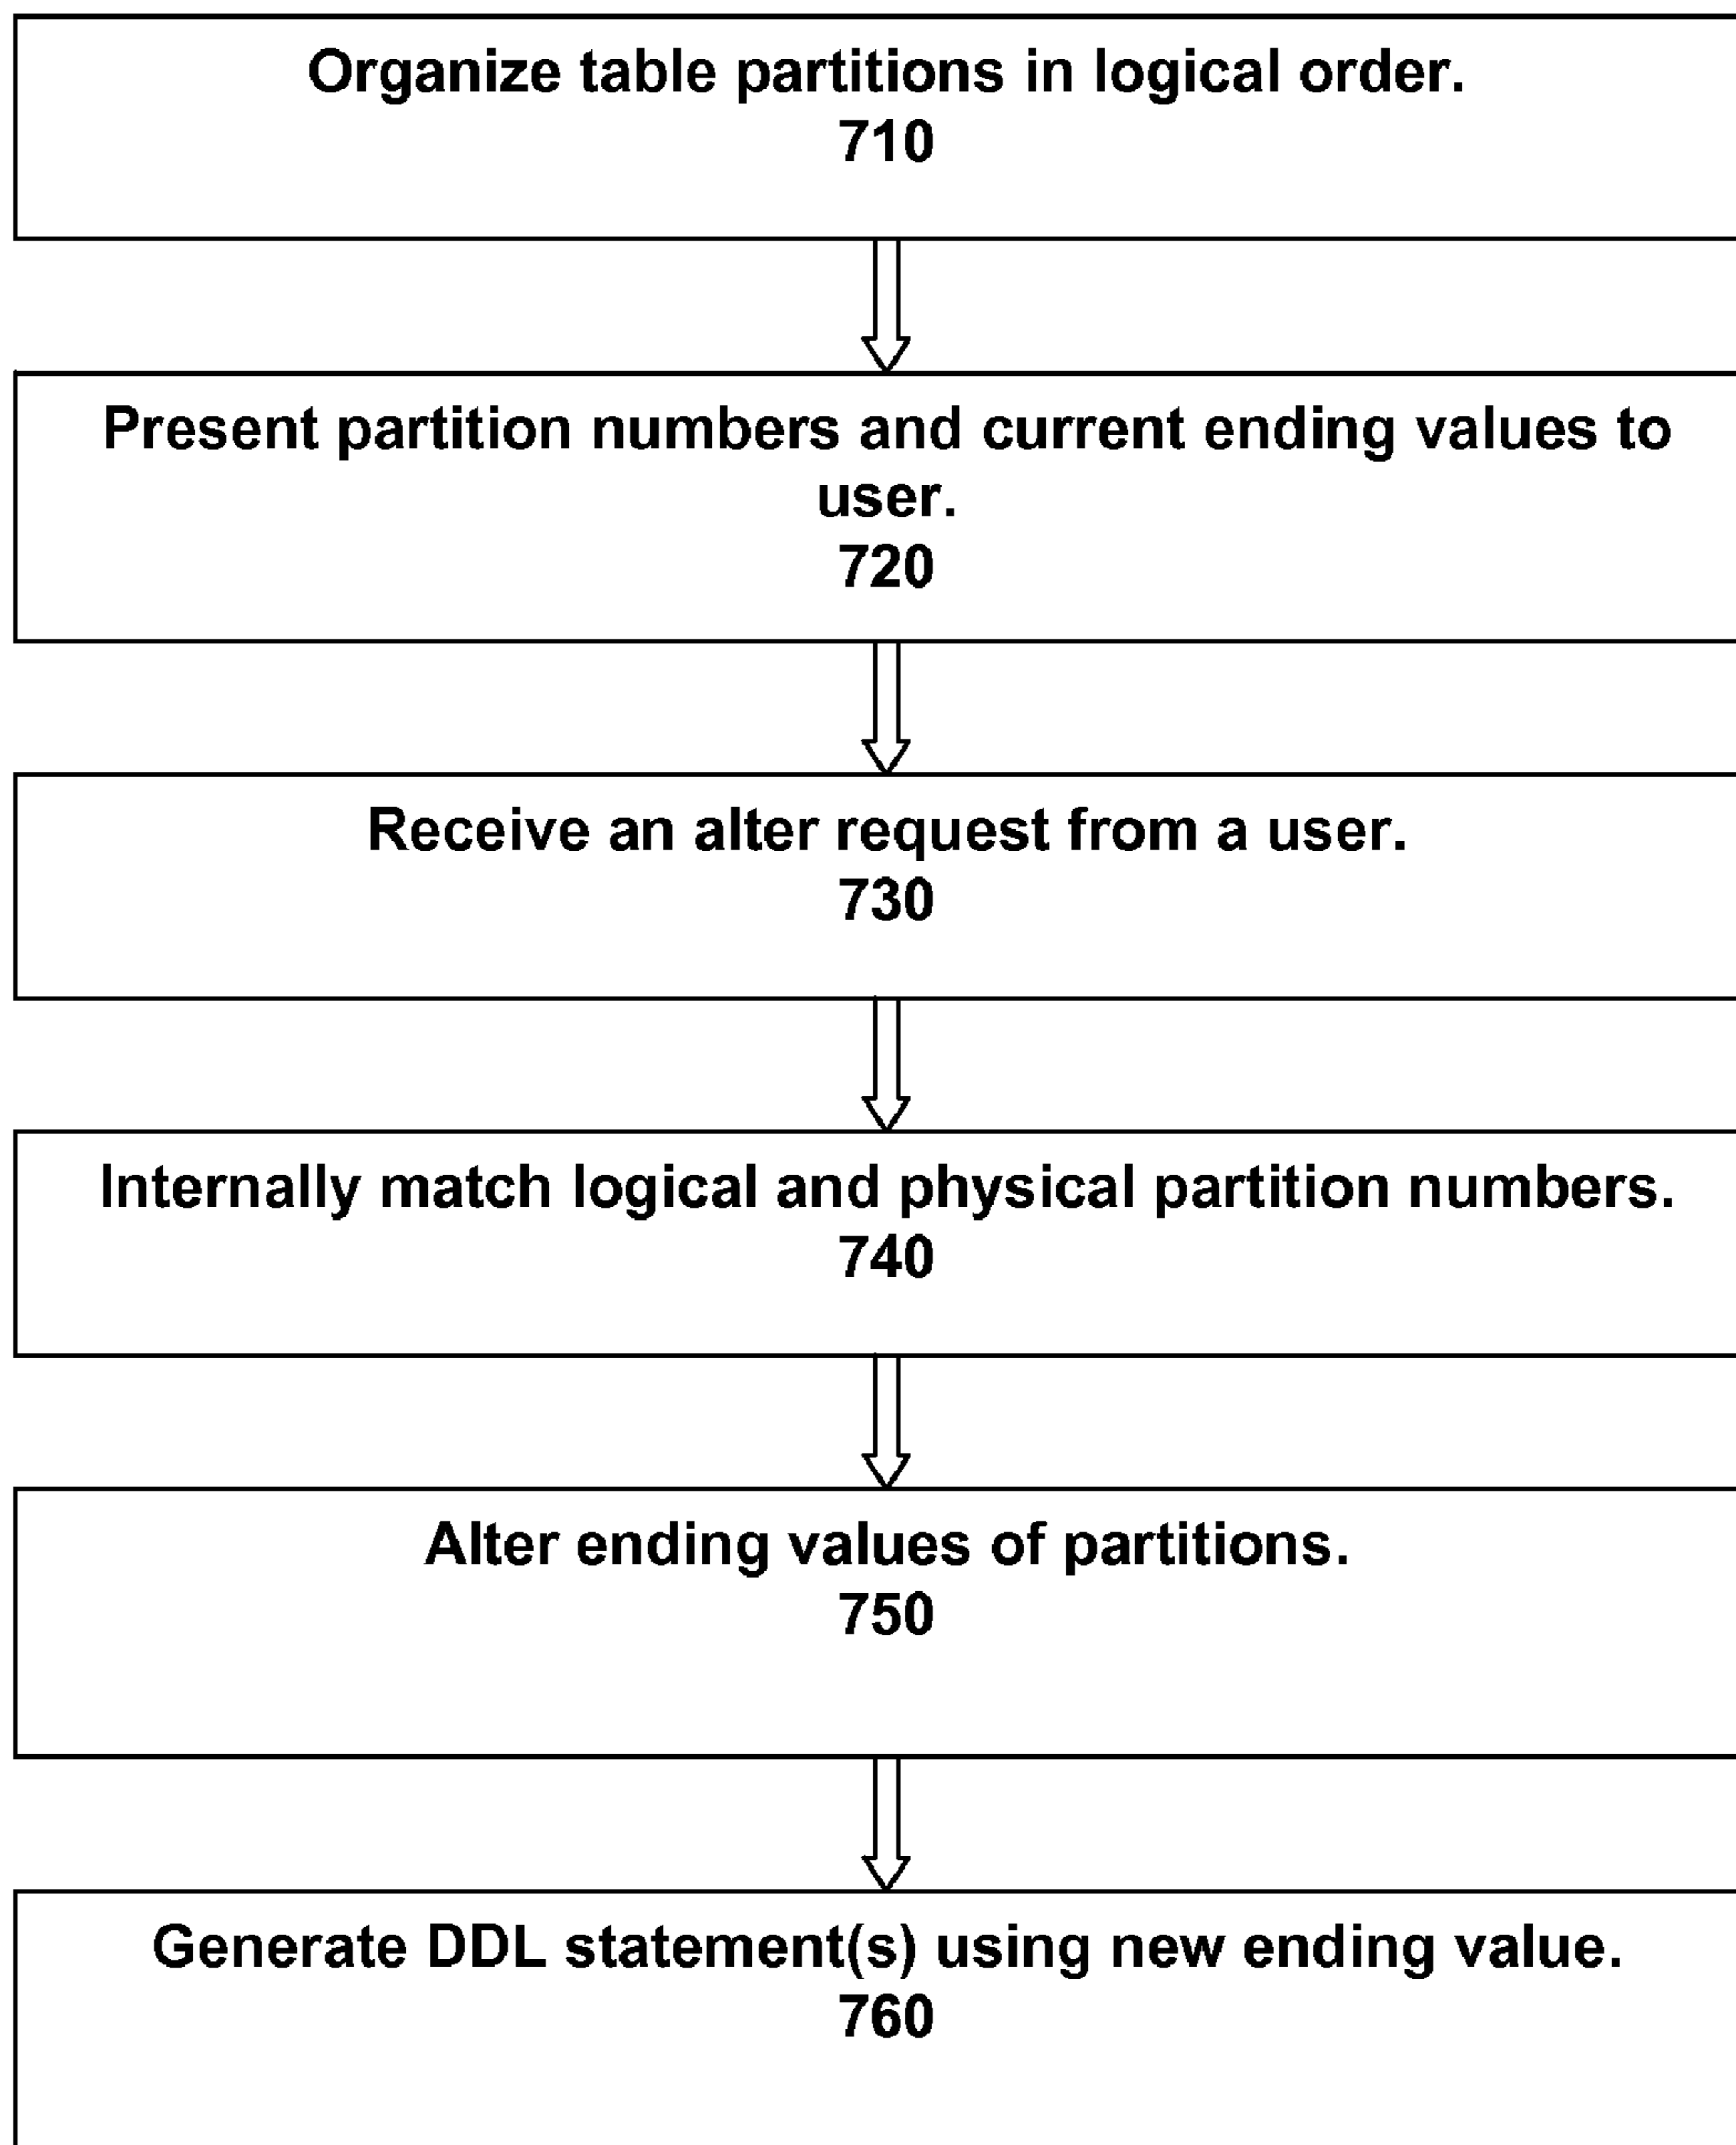 Organize table partitions in logical order.
710
Present partition numbers and current ending values to
user.
720
Receive an alter request from a user.
730
Internally match logical and physical partition numbers.
740
Alter ending values of partitions.
750
Generate DDL statement(s) using new ending value.
760